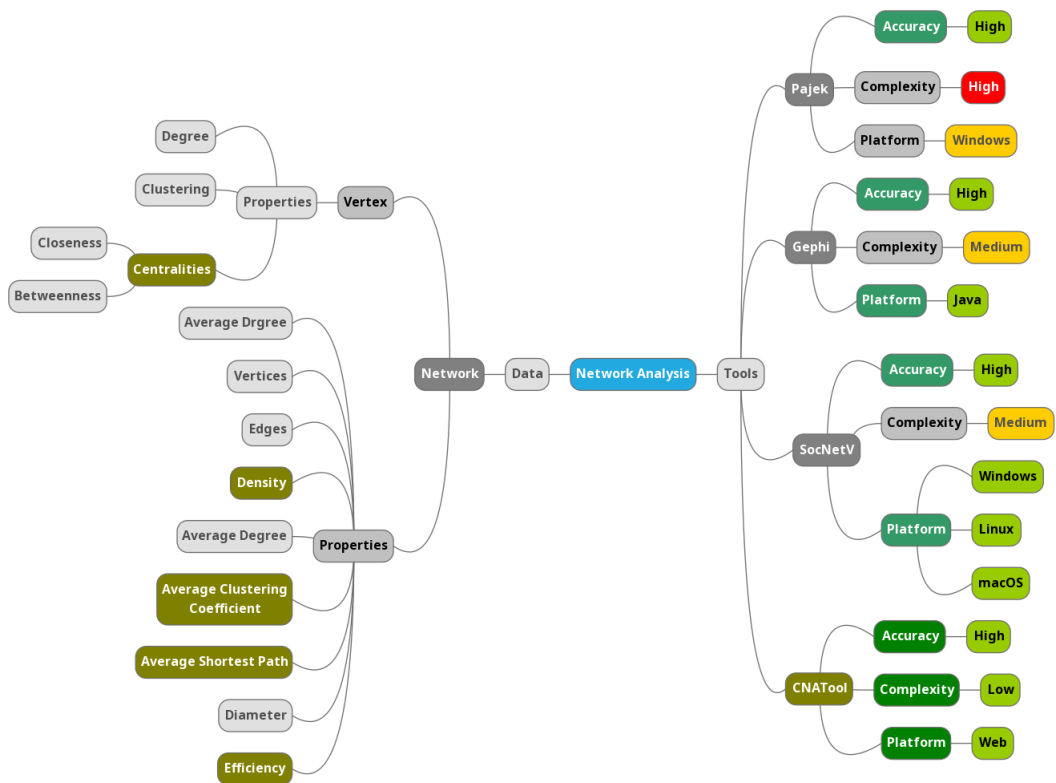 Network Analysis
Data
Network
Vertex
Properties
Degree
Clustering
Centralities
Closeness
Betweenness
Properties
Average Drgree
Vertices
Edges
Density
Average Degree
Average Clustering
Coefficient
Average Shortest Path
Diameter
Efficiency
Tools
Pajek
Accuracy
High
Complexity
High
Platform
Windows
Gephi
Accuracy
High
Complexity
Medium
Platform
Java
SocNetV
Accuracy
High
Complexity
Medium
Platform
Windows
Linux
macOS
CNATool
Accuracy
High
Complexity
Low
Platform
Web